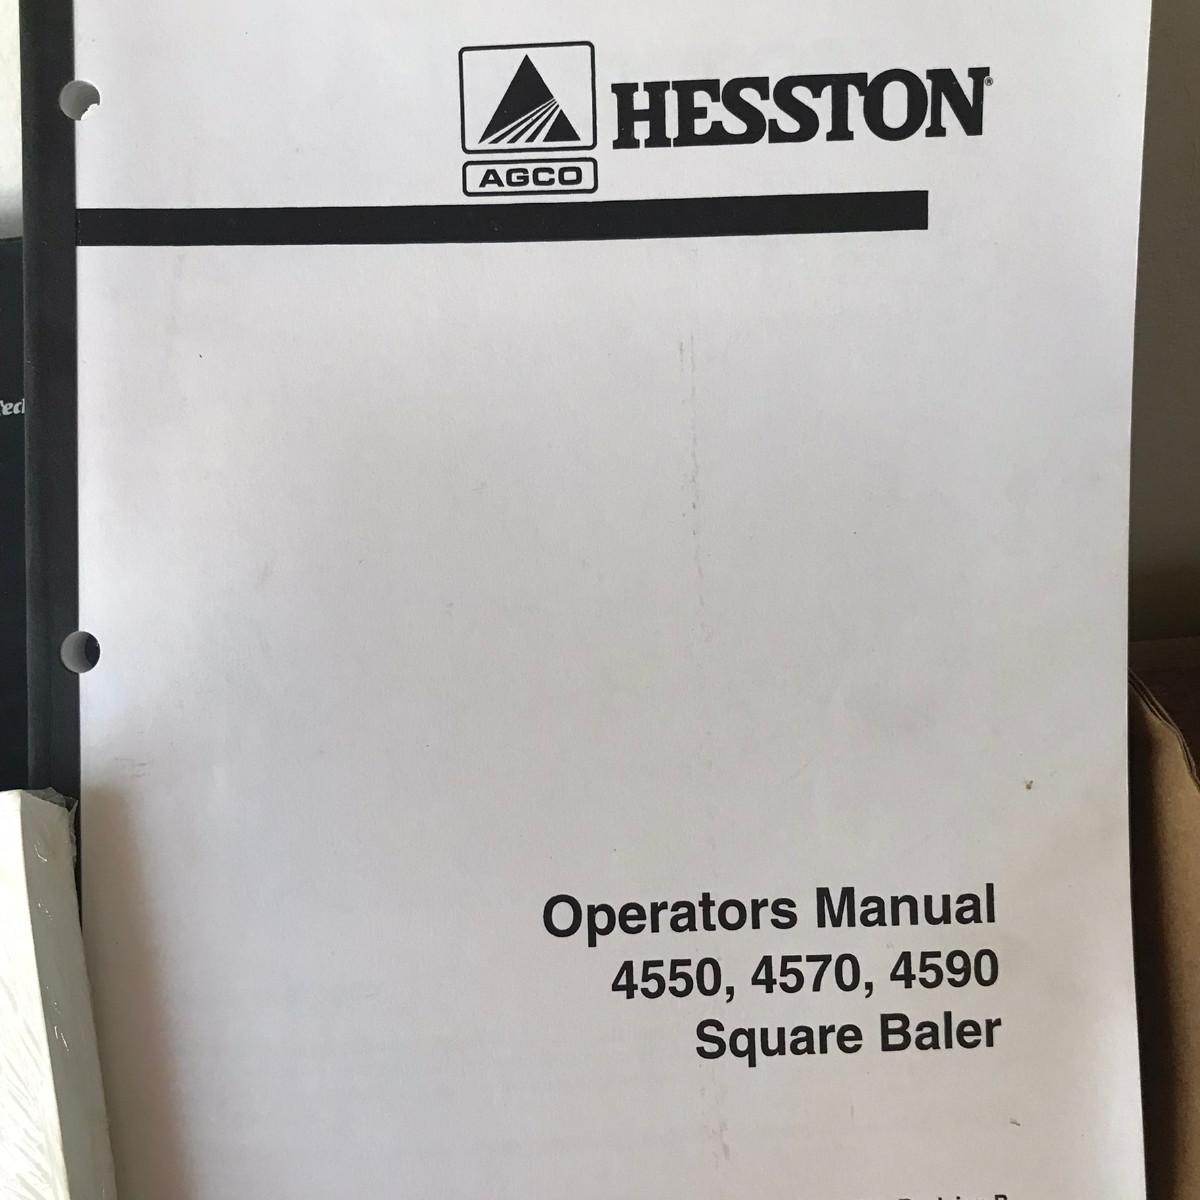 HESSTON®
AGCO
Operators Manual
4550, 4570, 4590
Square Baler